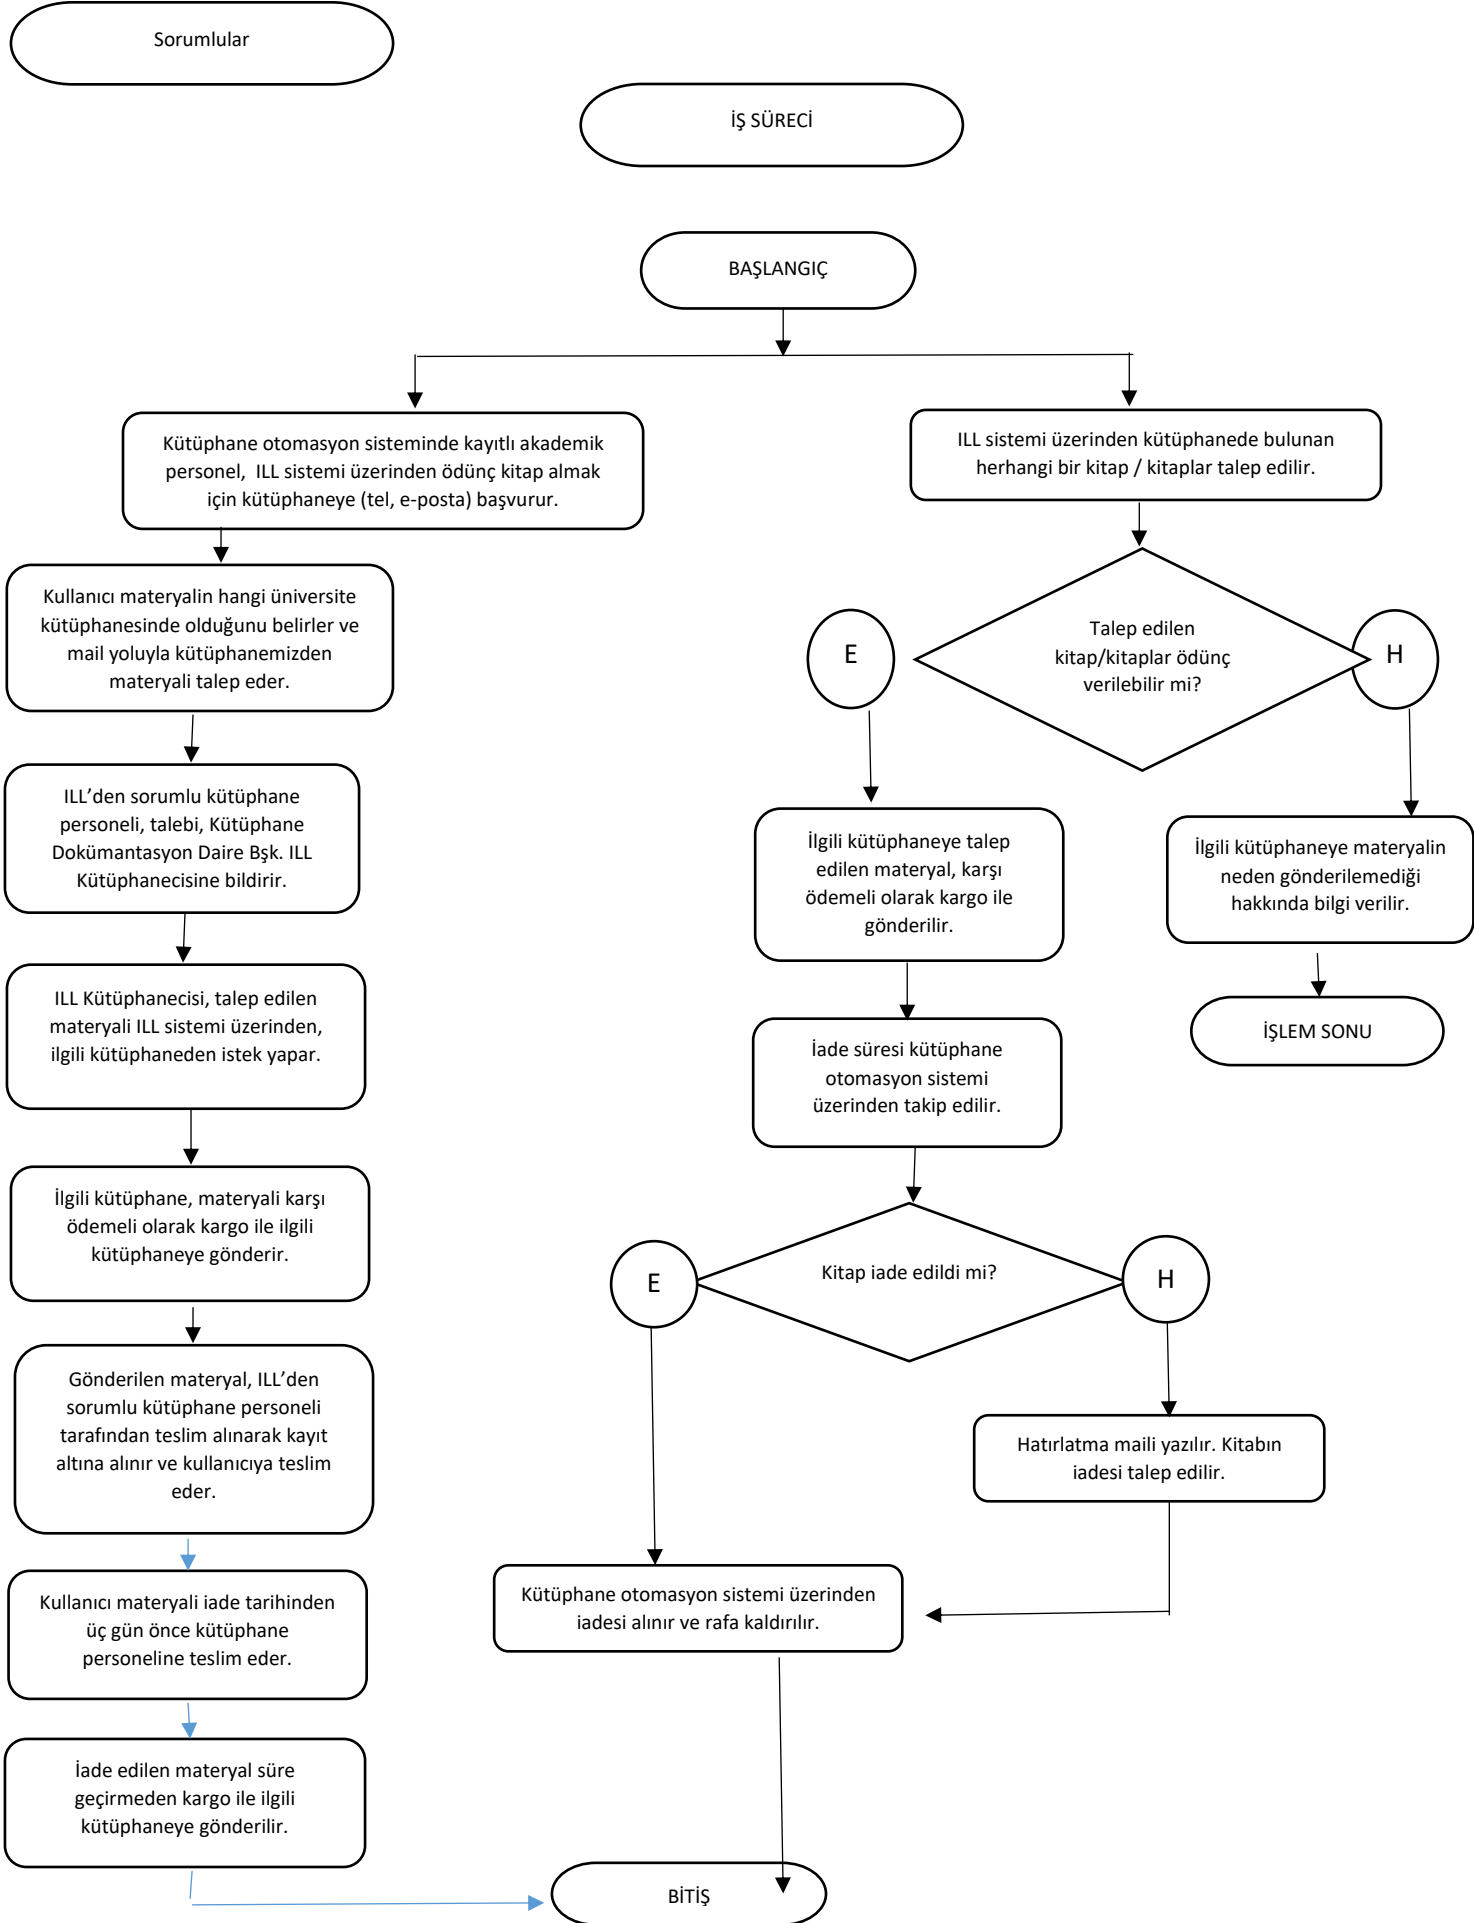 Sorumlular
İŞ SÜRECİ
BAŞLANGIÇ
Kütüphane otomasyon sisteminde kayıtlı akademik
personel, ILL sistemi üzerinden ödünç kitap almak
için kütüphaneye (tel, e-posta) başvurur.
Kullanıcı materyalin hangi üniversite
kütüphanesinde olduğunu belirler ve
mail yoluyla kütüphanemizden
materyali talep eder.
ILL’den sorumlu kütüphane
personeli, talebi, Kütüphane
Dokümantasyon Daire Bşk. ILL
Kütüphanecisine bildirir.
ILL Kütüphanecisi, talep edilen
materyali ILL sistemi üzerinden,
ilgili kütüphaneden istek yapar.
İlgili kütüphane, materyali karşı
ödemeli olarak kargo ile ilgili
kütüphaneye gönderir.
Gönderilen materyal, ILL’den
sorumlu kütüphane personeli
tarafından teslim alınarak kayıt
altına alınır ve kullanıcıya teslim
eder.
Kullanıcı materyali iade tarihinden
üç gün önce kütüphane
personeline teslim eder.
İade edilen materyal süre
geçirmeden kargo ile ilgili
kütüphaneye gönderilir.
ILL sistemi üzerinden kütüphanede bulunan
herhangi bir kitap / kitaplar talep edilir.
Talep edilen
kitap/kitaplar ödünç
verilebilir mi?
E
H
İlgili kütüphaneye talep
edilen materyal, karşı
ödemeli olarak kargo ile
gönderilir.
İlgili kütüphaneye materyalin
neden gönderilemediği
hakkında bilgi verilir.
İŞLEM SONU
İade süresi kütüphane
otomasyon sistemi
üzerinden takip edilir.
Kitap iade edildi mi?
E
H
Hatırlatma maili yazılır. Kitabın
iadesi talep edilir.
Kütüphane otomasyon sistemi üzerinden
iadesi alınır ve rafa kaldırılır.
BİTİŞ